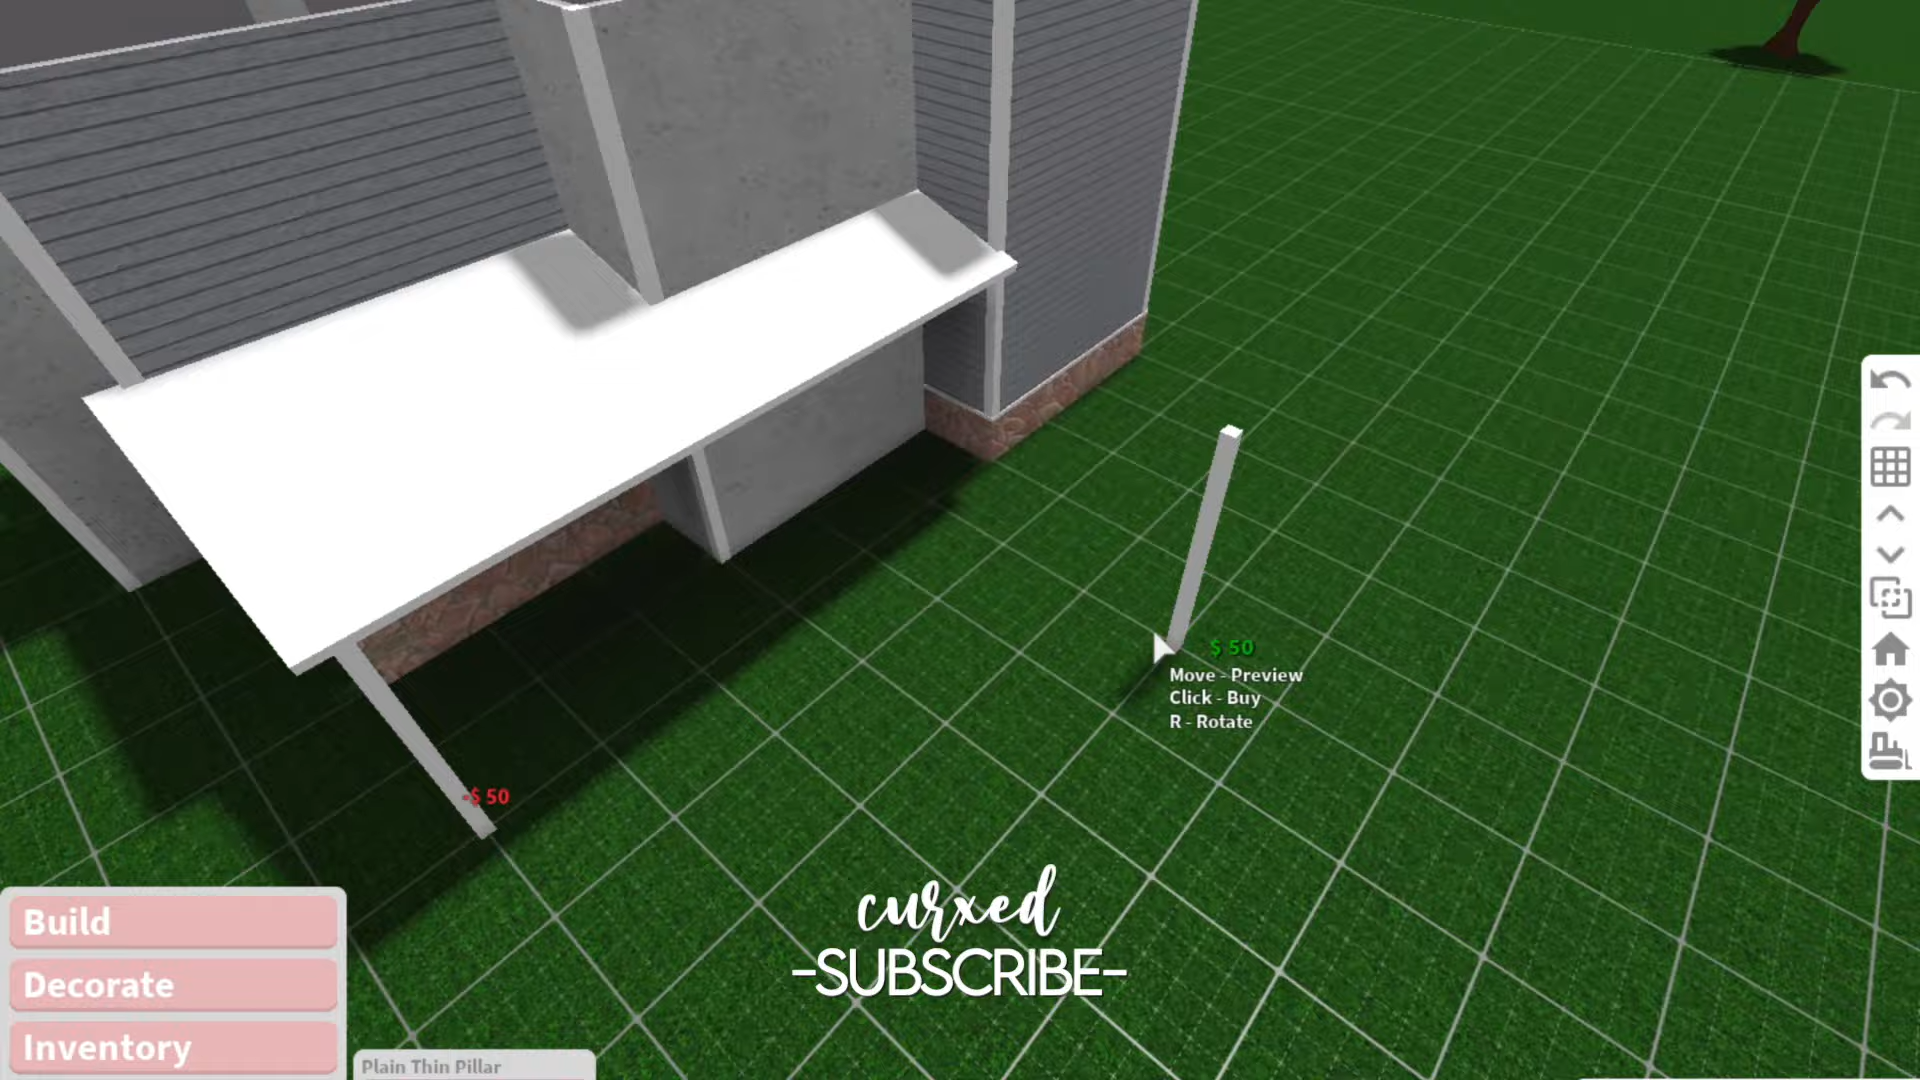 $ 50
Move - Preview
Click - Buy
R - Rotate
-$ 50
curxed
-SUBSCRIBE-
Build
Decorate
Inventory
Plain Thin Pillar